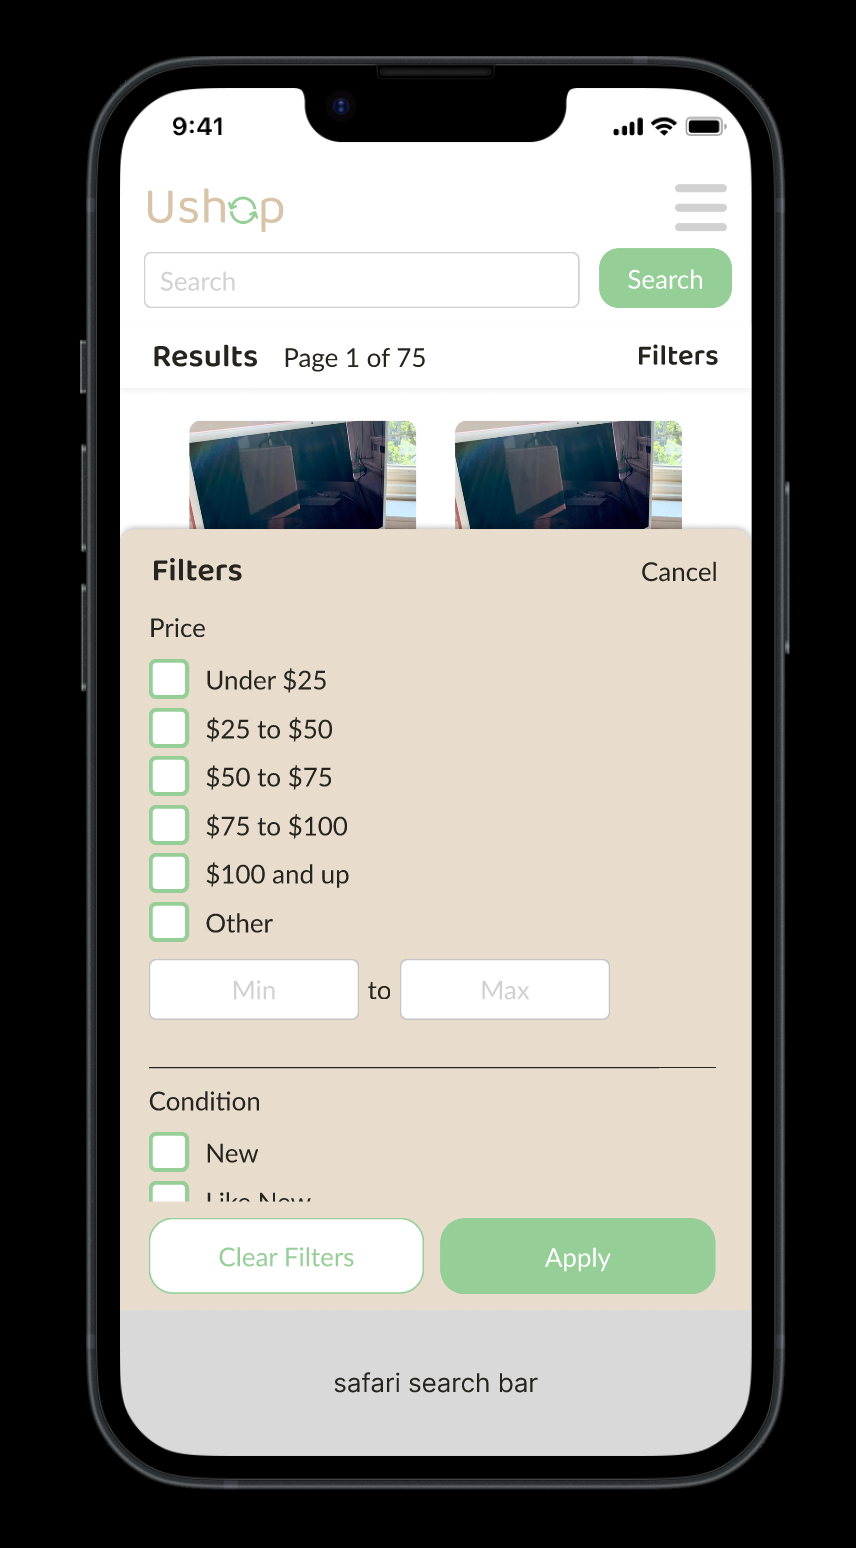 9:41
Ushop
Search Search
Results Page 1 of 75 Filters
Filters Cancel
Price
Under $25
$25 to $50
$50 to $75
$75 to $100
$100 and up
Other
Min to Max
Condition
New
Like New
Clear Filters Apply
safari search bar